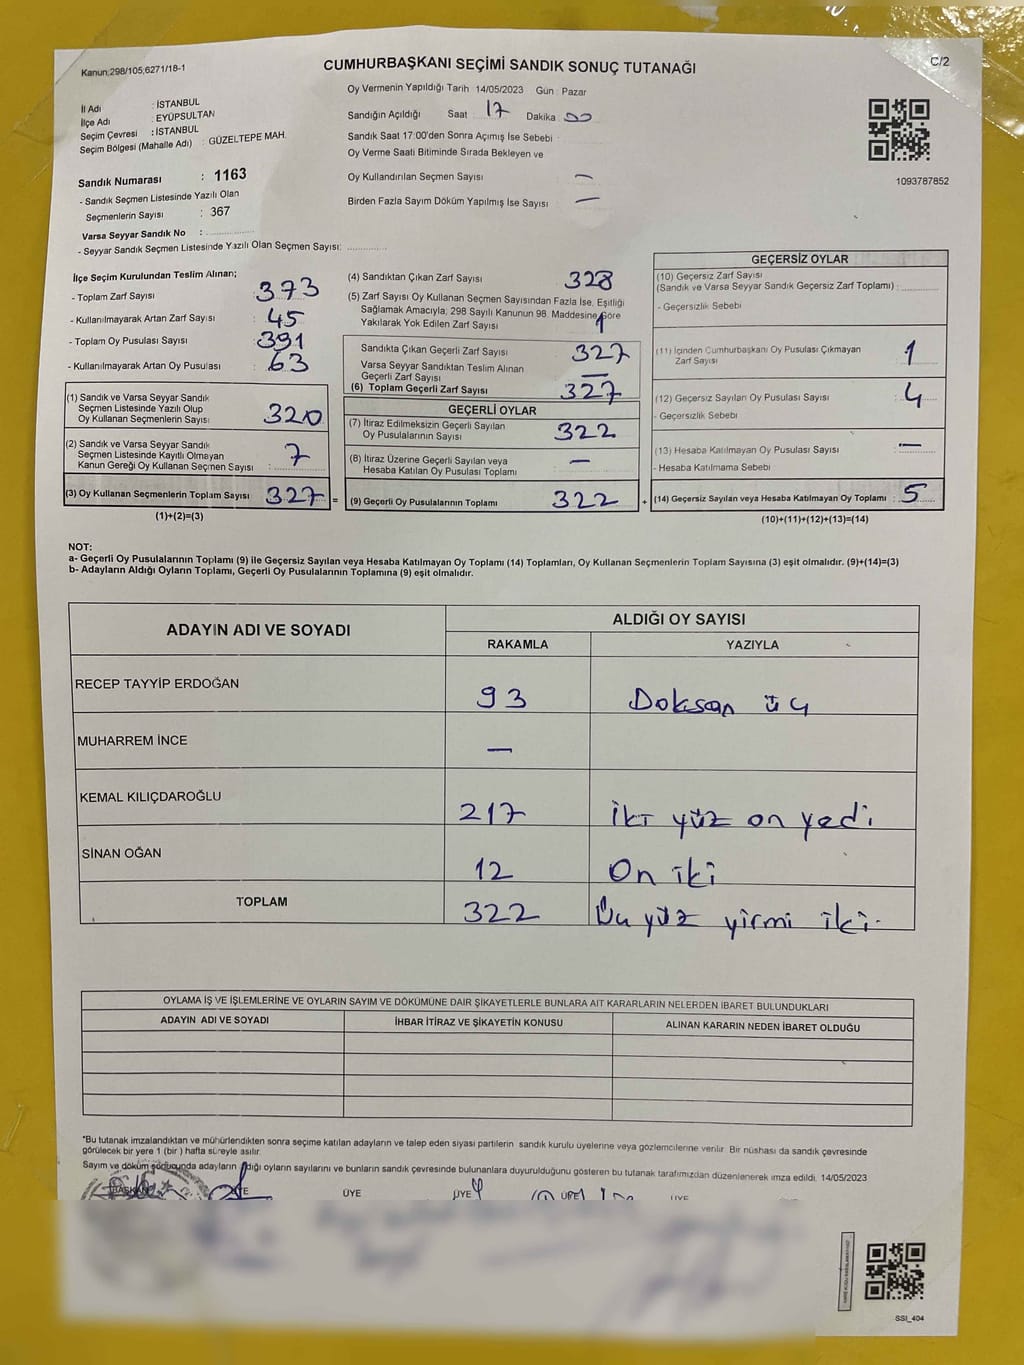 Kanun:298/105;6271/18-1
CUMHURBAŞKANI SEÇİMİ SANDIK SONUÇ TUTANAĞI
C/2
İl Adı : İSTANBUL
İlçe Adı : EYÜPSULTAN
Seçim Çevresi : İSTANBUL
Seçim Bölgesi (Mahalle Adı) : GÜZELTEPE MAH.
Sandık Numarası : 1163
- Sandık Seçmen Listesinde Yazılı Olan
Seçmenlerin Sayısı : 367
Varsa Seyyar Sandık No :
- Seyyar Sandık Seçmen Listesinde Yazılı Olan Seçmen Sayısı:
Oy Vermenin Yapıldığı Tarih 14/05/2023 Gün : Pazar
Sandığın Açıldığı Saat 17 Dakika 00
Sandık Saat 17:00'den Sonra Açımış İse Sebebi
Oy Verme Saati Bitiminde Sırada Bekleyen ve
Oy Kullandırılan Seçmen Sayısı —
Birden Fazla Sayım Döküm Yapılmış İse Sayısı —
1093787852
İlçe Seçim Kurulundan Teslim Alınan;
- Toplam Zarf Sayısı : 373
- Kullanılmayarak Artan Zarf Sayısı : 45
- Toplam Oy Pusulası Sayısı : 391
- Kullanılmayarak Artan Oy Pusulası : 63
(1) Sandık ve Varsa Seyyar Sandık
Seçmen Listesinde Yazılı Olup
Oy Kullanan Seçmenlerin Sayısı : 320
(2) Sandık ve Varsa Seyyar Sandık
Seçmen Listesinde Kayıtlı Olmayan
Kanun Gereği Oy Kullanan Seçmen Sayısı : 7
(3) Oy Kullanan Seçmenlerin Toplam Sayısı : 327
(1)+(2)=(3)
(4) Sandıktan Çıkan Zarf Sayısı 328
(5) Zarf Sayısı Oy Kullanan Seçmen Sayısından Fazla İse, Eşitliği
Sağlamak Amacıyla, 298 Sayılı Kanunun 98. Maddesine Göre
Yakılarak Yok Edilen Zarf Sayısı 1
Sandıkta Çıkan Geçerli Zarf Sayısı 327
Varsa Seyyar Sandıktan Teslim Alınan
Geçerli Zarf Sayısı —
(6) Toplam Geçerli Zarf Sayısı 327
GEÇERLİ OYLAR
(7) İtiraz Edilmeksizin Geçerli Sayılan
Oy Pusulalarının Sayısı 322
(8) İtiraz Üzerine Geçerli Sayılan veya
Hesaba Katılan Oy Pusulası Toplamı —
= (9) Geçerli Oy Pusulalarının Toplamı 322
GEÇERSİZ OYLAR
(10) Geçersiz Zarf Sayısı
(Sandık ve Varsa Seyyar Sandık Geçersiz Zarf Toplamı) :
- Geçersizlik Sebebi
(11) İçinden Cumhurbaşkanı Oy Pusulası Çıkmayan
Zarf Sayısı 1
(12) Geçersiz Sayılan Oy Pusulası Sayısı 4
- Geçersizlik Sebebi
(13) Hesaba Katılmayan Oy Pusulası Sayısı —
- Hesaba Katılmama Sebebi
+ (14) Geçersiz Sayılan veya Hesaba Katılmayan Oy Toplamı : 5
(10)+(11)+(12)+(13)=(14)
NOT:
a- Geçerli Oy Pusulalarının Toplamı (9) ile Geçersiz Sayılan veya Hesaba Katılmayan Oy Toplamı (14) Toplamları, Oy Kullanan Seçmenlerin Toplam Sayısına (3) eşit olmalıdır. (9)+(14)=(3)
b- Adayların Aldığı Oyların Toplamı, Geçerli Oy Pusulalarının Toplamına (9) eşit olmalıdır.
ADAYIN ADI VE SOYADI
ALDIĞI OY SAYISI
RAKAMLA YAZIYLA
RECEP TAYYİP ERDOĞAN 93 Doksan üç
MUHARREM İNCE —
KEMAL KILIÇDAROĞLU 217 İki yüz on yedi
SİNAN OĞAN 12 On iki
TOPLAM 322 Üç yüz yirmi iki.
OYLAMA İŞ VE İŞLEMLERİNE VE OYLARIN SAYIM VE DÖKÜMÜNE DAİR ŞİKAYETLERLE BUNLARA AİT KARARLARIN NELERDEN İBARET BULUNDUKLARI
ADAYIN ADI VE SOYADI İHBAR İTİRAZ VE ŞİKAYETİN KONUSU ALINAN KARARIN NEDEN İBARET OLDUĞU
*Bu tutanak imzalandıktan ve mühürlendikten sonra seçime katılan adayların ve talep eden siyasi partilerin sandık kurulu üyelerine veya gözlemcilerine verilir. Bir nüshası da sandık çevresinde
görülecek bir yere 1 (bir) hafta süreyle asılır.
Sayım ve döküm sonucunda adayların aldığı oyların sayılarını ve bunların sandık çevresinde bulunanlara duyurulduğunu gösteren bu tutanak tarafımızdan düzenlenerek imza edildi. 14/05/2023
BAŞKAN ÜYE ÜYE ÜYE ÜYE ÜYE
SSI_404